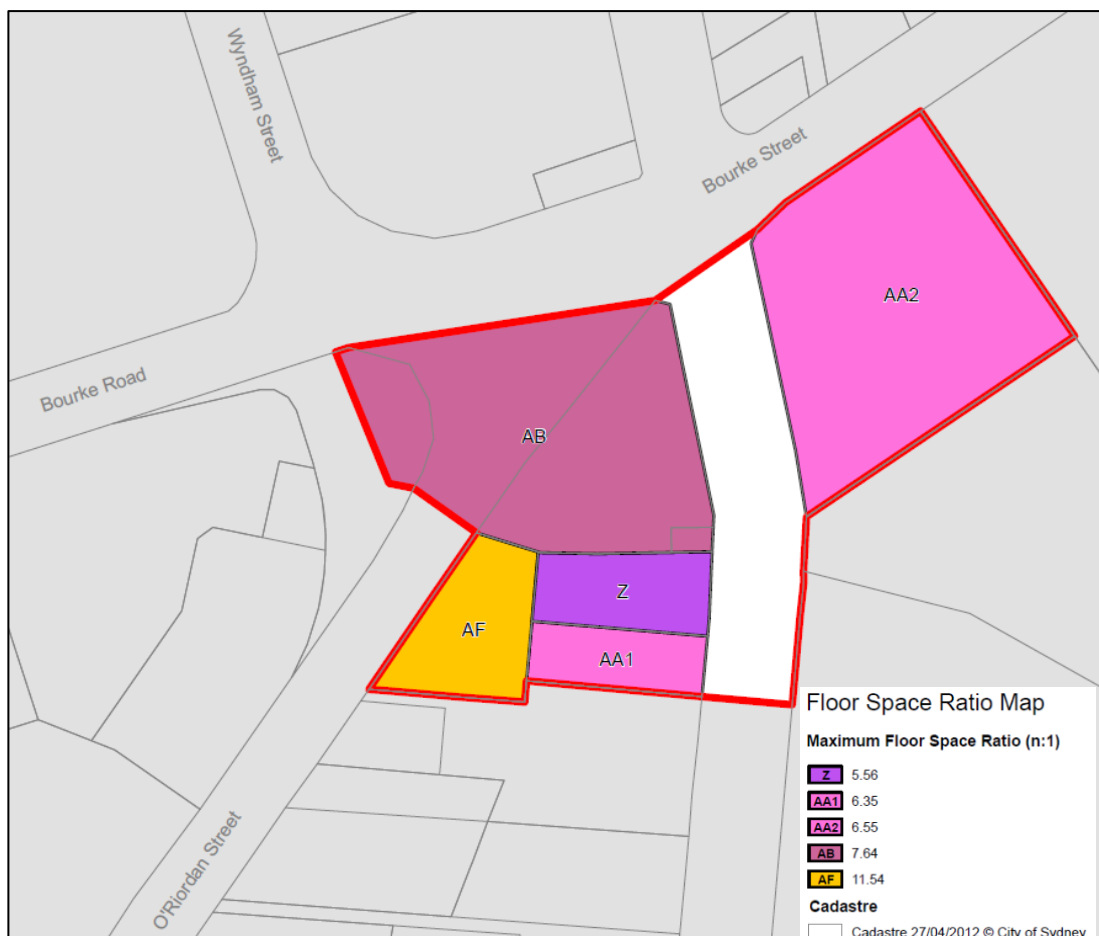 Wyndham Street
Bourke Street
AA2
Bourke Road
AB
Z
AF
AA1
O'Riordan Street
Floor Space Ratio Map
Maximum Floor Space Ratio (n:1)
Z 5.56
AA1 6.35
AA2 6.55
AB 7.64
AF 11.54
Cadastre
Cadastre 27/04/2012 © City of Sydney